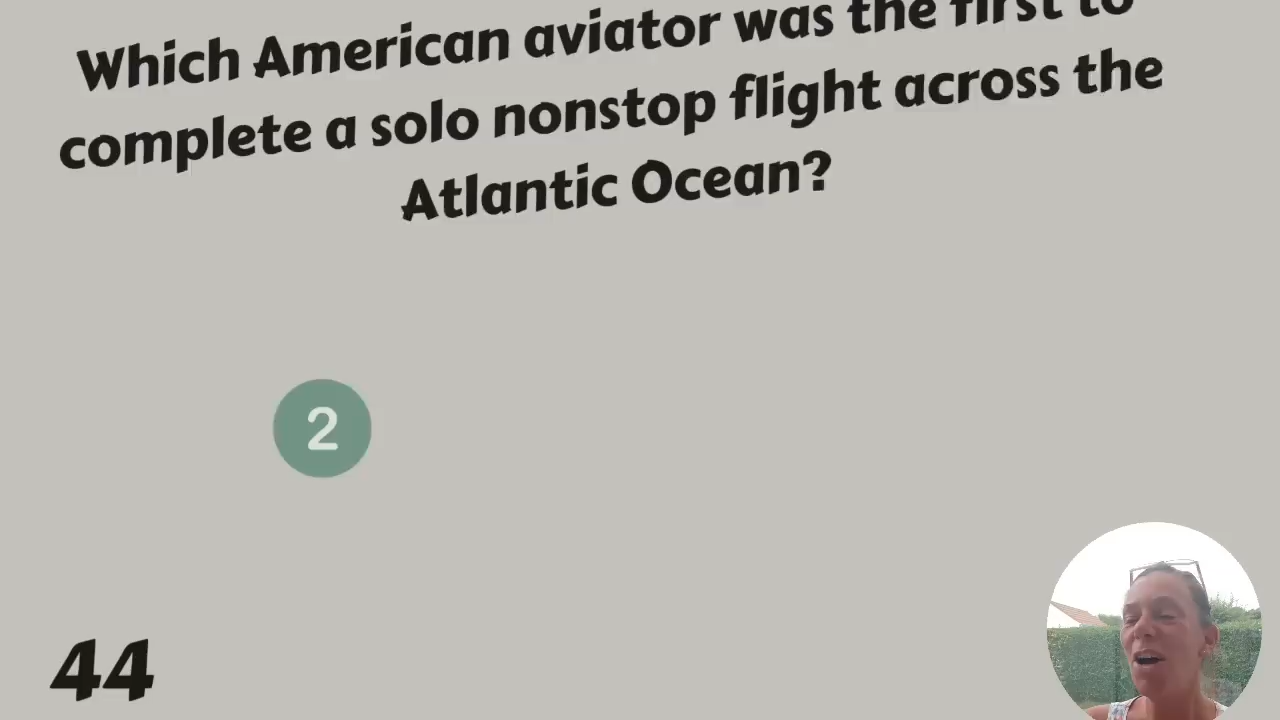 Which American aviator was the first to
complete a solo nonstop flight across the
Atlantic Ocean?
2
44